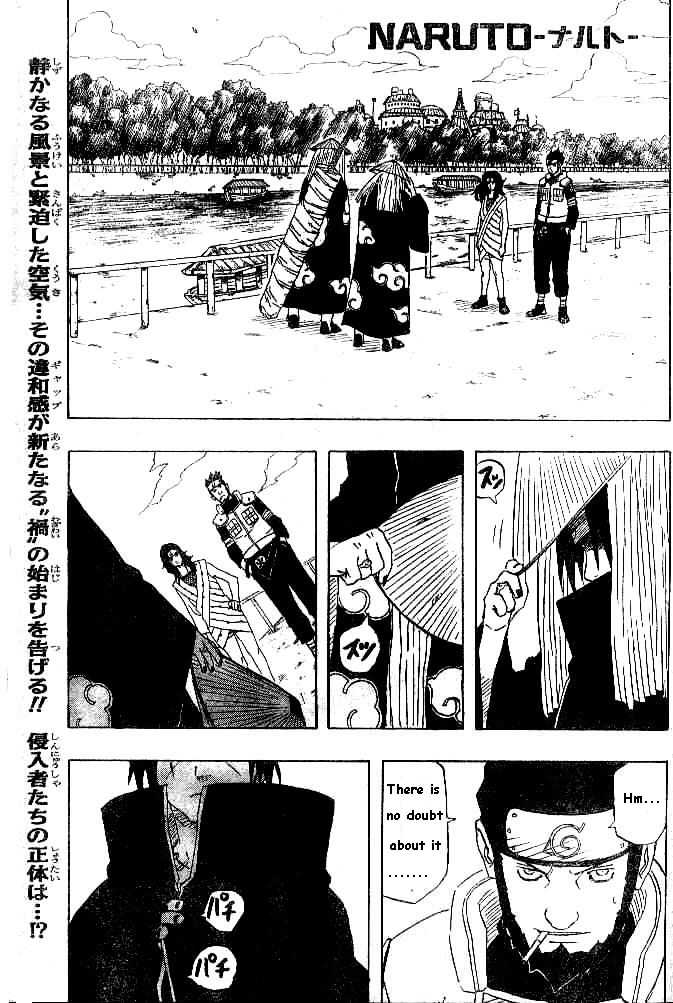 NARUTO-ナルト-
静かなる風景と緊迫した空気…その違和感が新たなる“禍”の始まりを告げる!!
侵入者たちの正体は…!?
ズッ
ズッ
Hm...
There is
no doubt
about it
.......
パチ
パチ